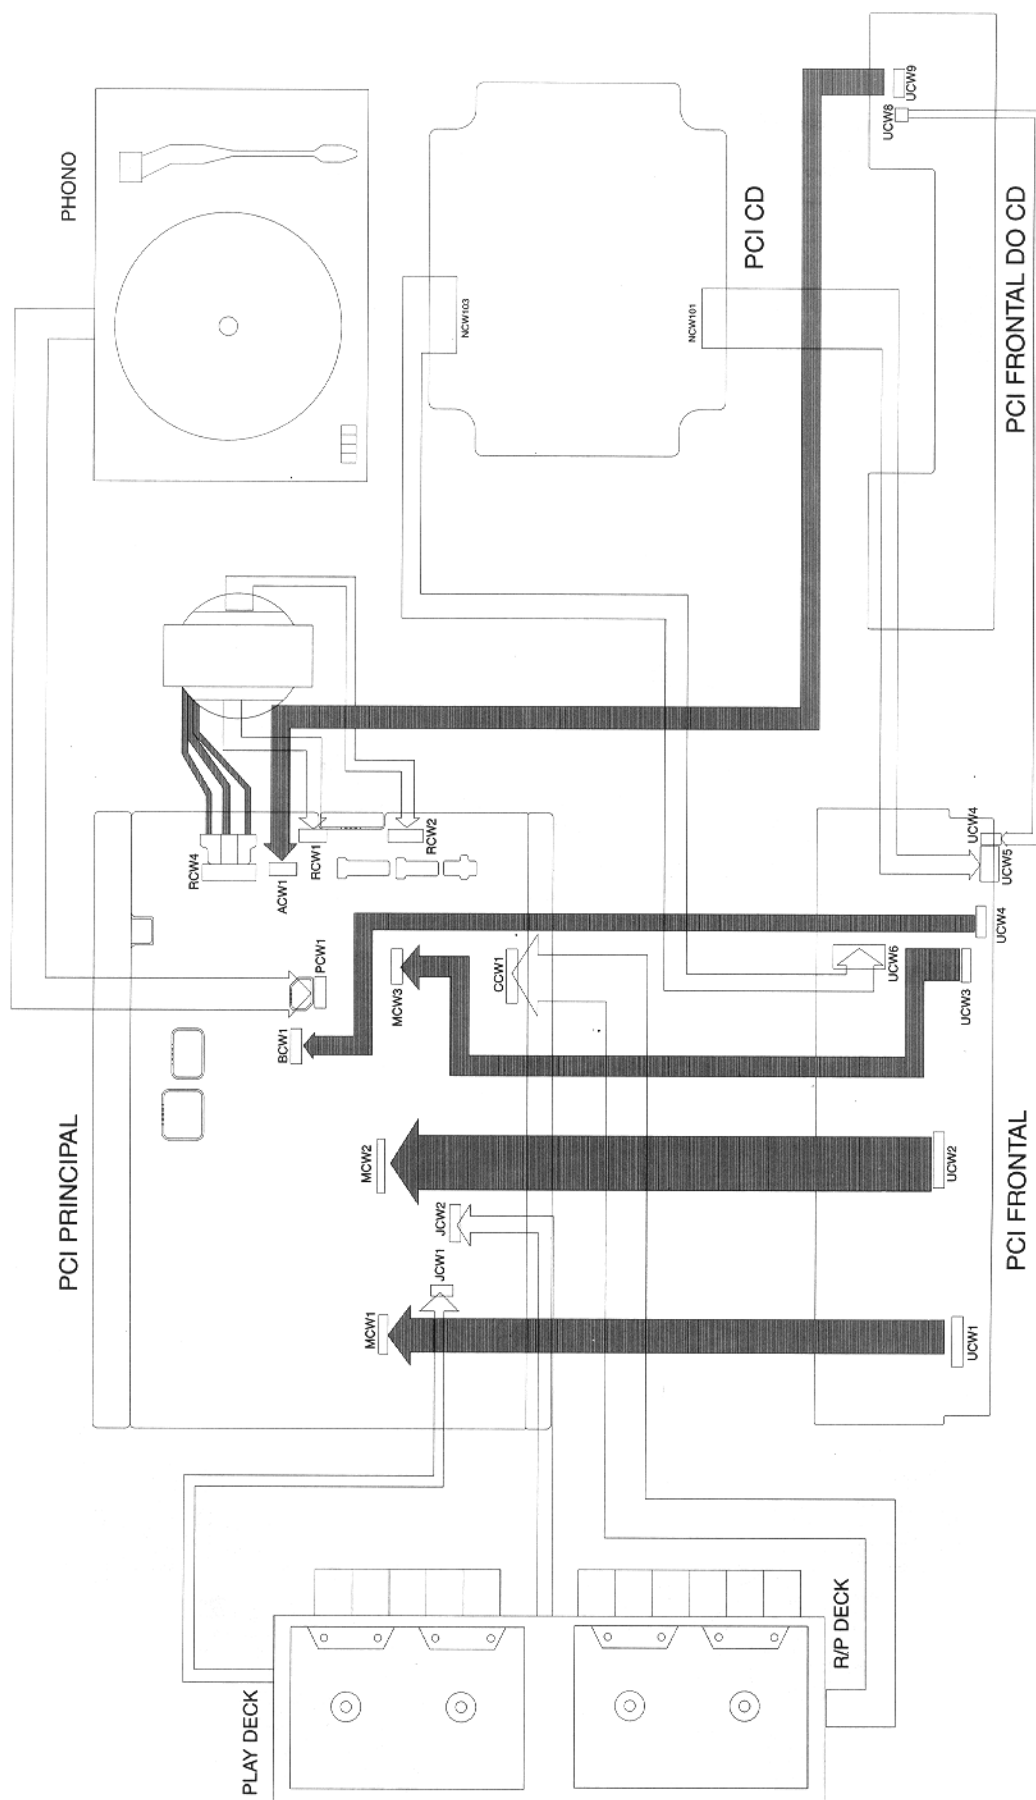 PHONO
PCI CD
PCI FRONTAL DO CD
PCI PRINCIPAL
PCI FRONTAL
PLAY DECK
R/P DECK
UCW9
UCW8
NCW103
NCW101
RCW4
ACW1
RCW1
RCW2
PCW1
BCW1
MCW3
CCW1
MCW2
JCW2
JCW1
MCW1
UCW4
UCW5
UCW4
UCW6
UCW3
UCW2
UCW1